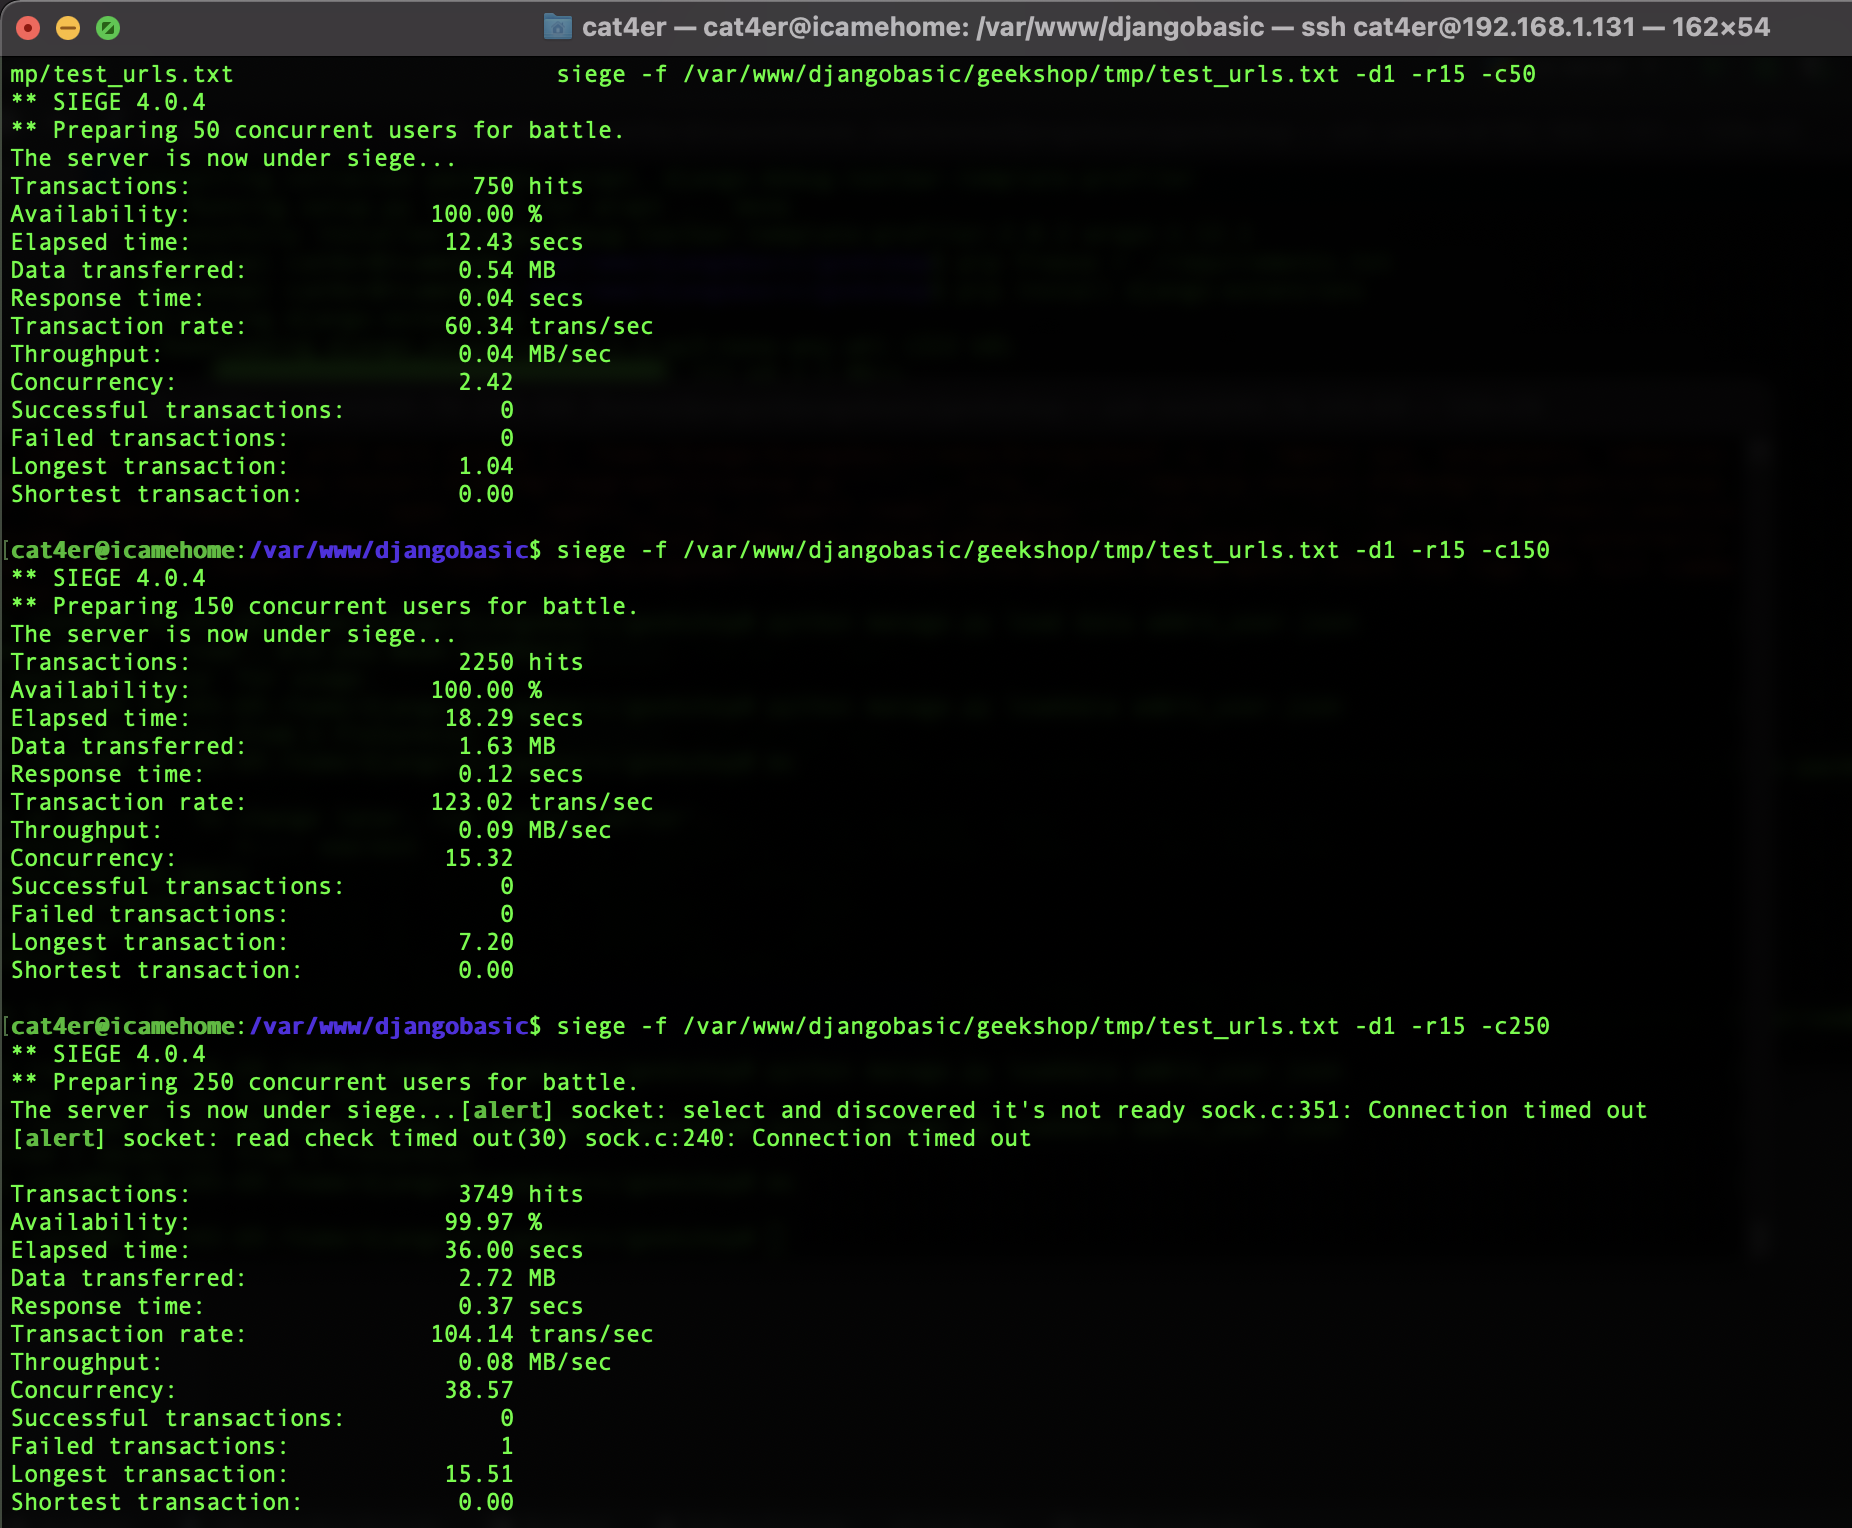 cat4er — cat4er@icamehome: /var/www/djangobasic — ssh cat4er@192.168.1.131 — 162×54
mp/test_urls.txt                       siege -f /var/www/djangobasic/geekshop/tmp/test_urls.txt -d1 -r15 -c50
** SIEGE 4.0.4
** Preparing 50 concurrent users for battle.
The server is now under siege...
Transactions:                    750 hits
Availability:                 100.00 %
Elapsed time:                  12.43 secs
Data transferred:               0.54 MB
Response time:                  0.04 secs
Transaction rate:              60.34 trans/sec
Throughput:                     0.04 MB/sec
Concurrency:                    2.42
Successful transactions:           0
Failed transactions:               0
Longest transaction:            1.04
Shortest transaction:           0.00
[cat4er@icamehome:/var/www/djangobasic$ siege -f /var/www/djangobasic/geekshop/tmp/test_urls.txt -d1 -r15 -c150
** SIEGE 4.0.4
** Preparing 150 concurrent users for battle.
The server is now under siege...
Transactions:                   2250 hits
Availability:                 100.00 %
Elapsed time:                  18.29 secs
Data transferred:               1.63 MB
Response time:                  0.12 secs
Transaction rate:             123.02 trans/sec
Throughput:                     0.09 MB/sec
Concurrency:                   15.32
Successful transactions:           0
Failed transactions:               0
Longest transaction:            7.20
Shortest transaction:           0.00
[cat4er@icamehome:/var/www/djangobasic$ siege -f /var/www/djangobasic/geekshop/tmp/test_urls.txt -d1 -r15 -c250
** SIEGE 4.0.4
** Preparing 250 concurrent users for battle.
The server is now under siege...[alert] socket: select and discovered it's not ready sock.c:351: Connection timed out
[alert] socket: read check timed out(30) sock.c:240: Connection timed out
Transactions:                   3749 hits
Availability:                  99.97 %
Elapsed time:                  36.00 secs
Data transferred:               2.72 MB
Response time:                  0.37 secs
Transaction rate:             104.14 trans/sec
Throughput:                     0.08 MB/sec
Concurrency:                   38.57
Successful transactions:           0
Failed transactions:               1
Longest transaction:           15.51
Shortest transaction:           0.00